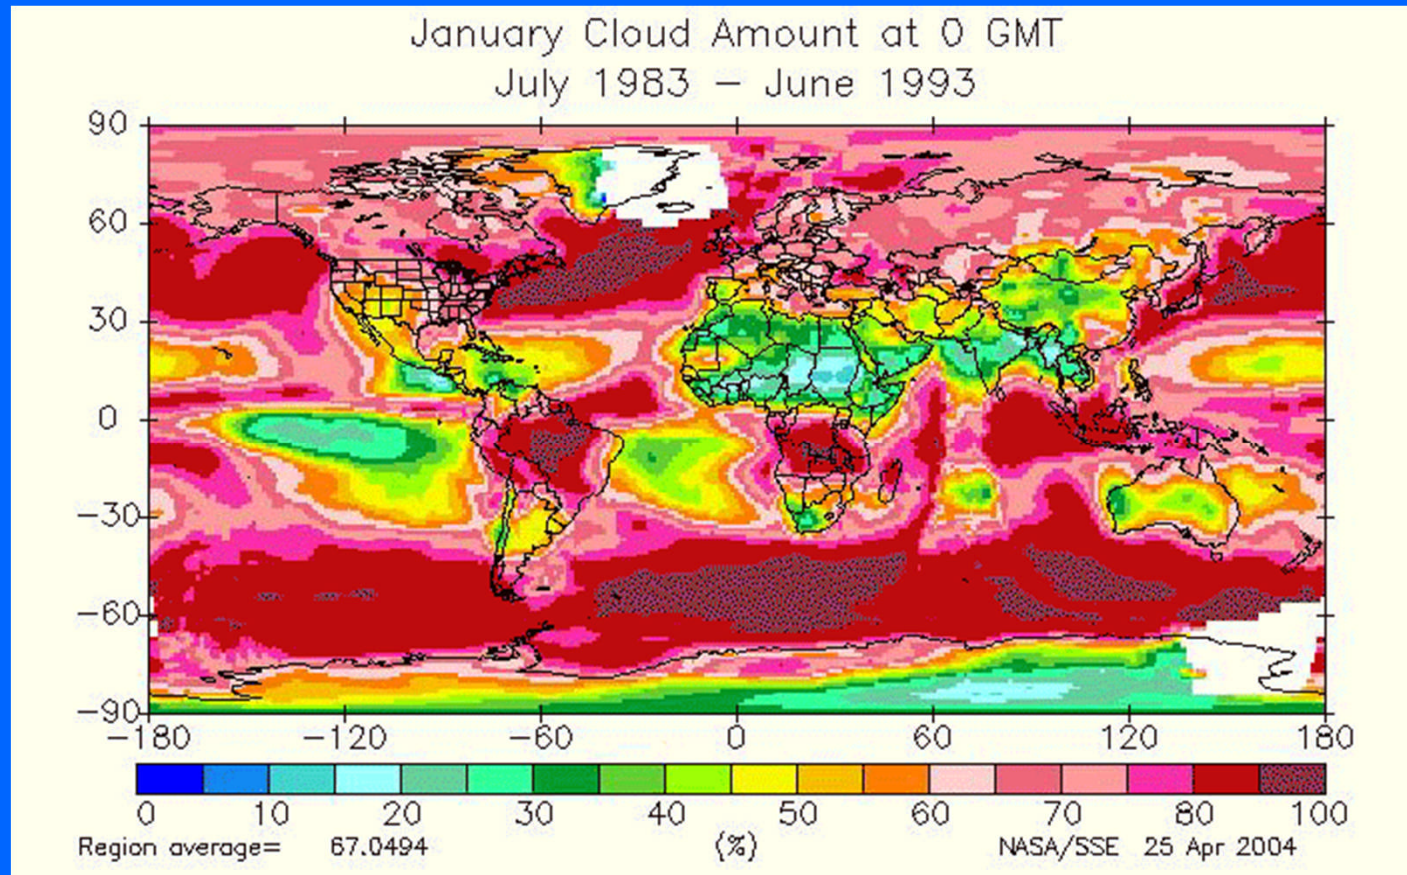 January Cloud Amount at 0 GMT
July 1983 – June 1993
90
60
30
0
−30
−60
−90
−180 −120 −60 0 60 120 180
0 10 20 30 40 50 60 70 80 100
Region average= 67.0494 (%) NASA/SSE 25 Apr 2004